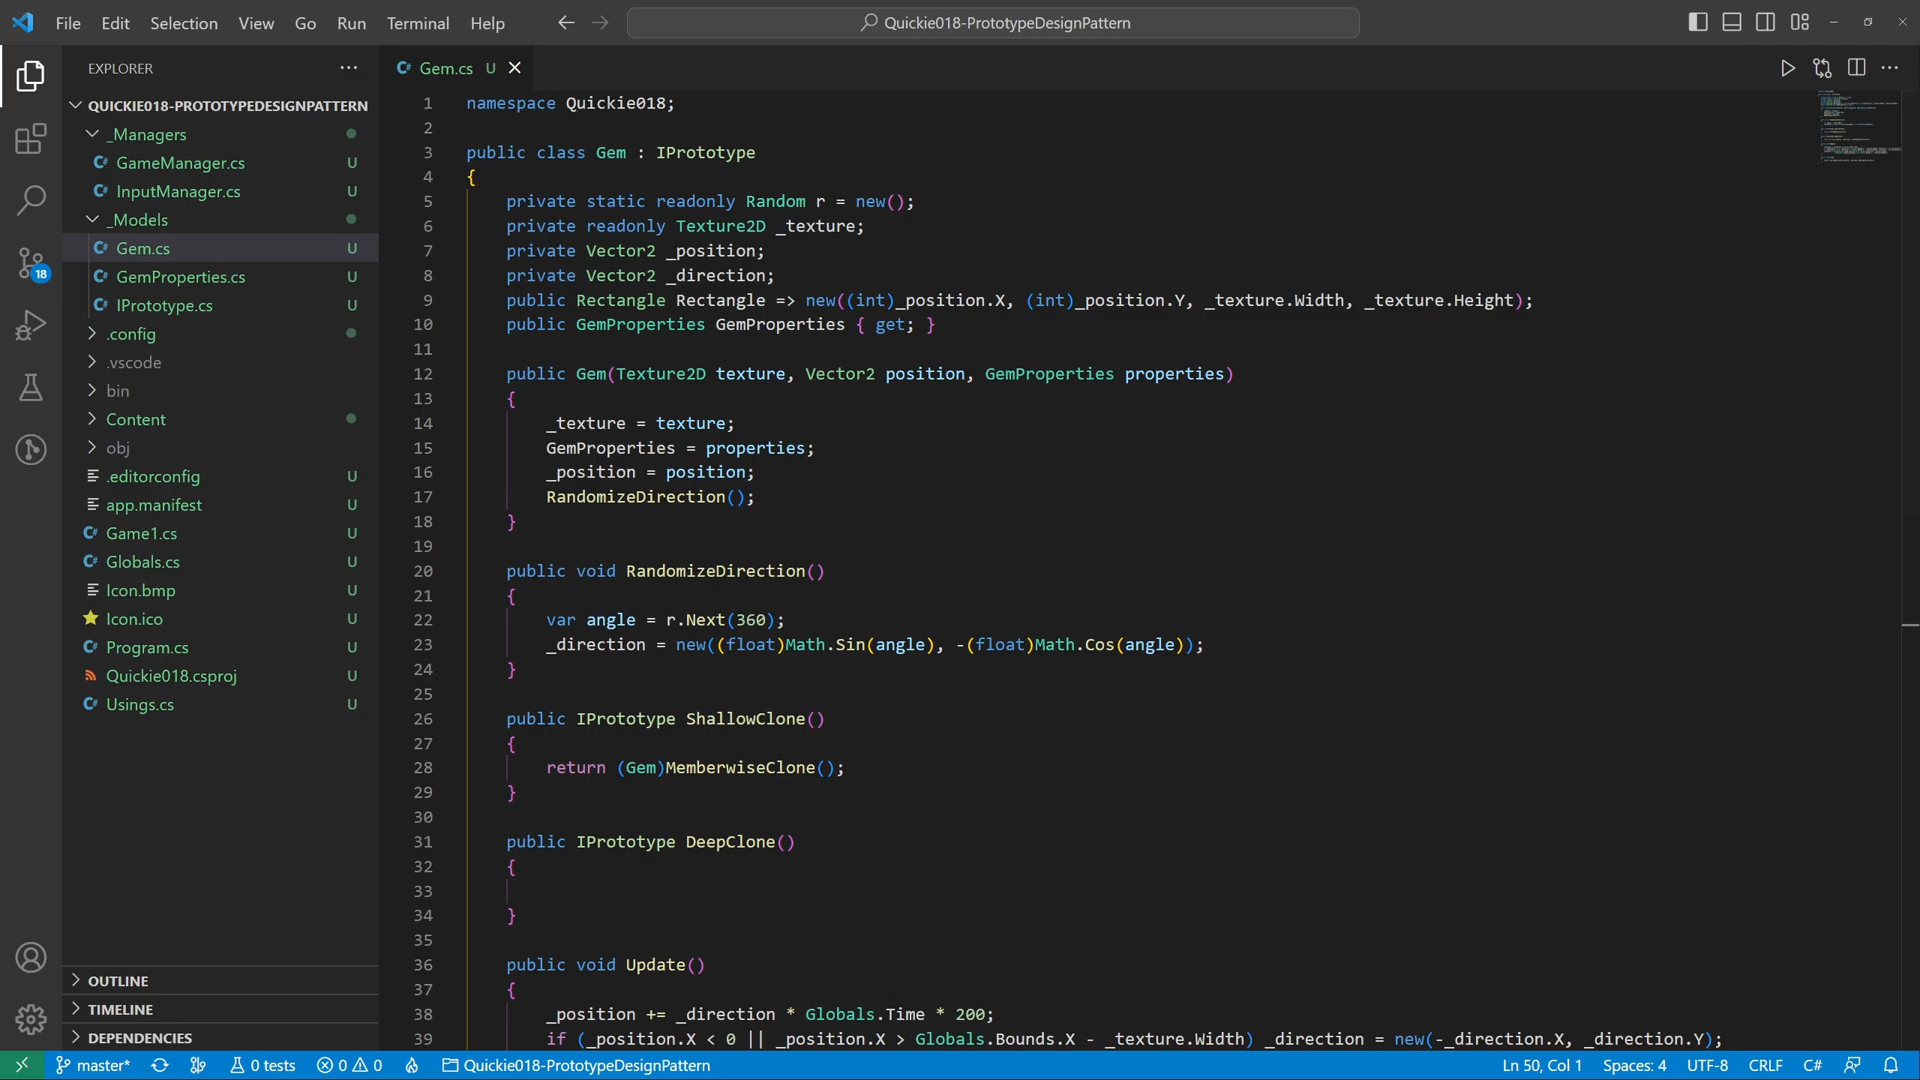 File Edit Selection View Go Run Terminal Help
Quickie018-PrototypeDesignPattern
EXPLORER
QUICKIE018-PROTOTYPEDESIGNPATTERN
_Managers
GameManager.cs U
InputManager.cs U
_Models
Gem.cs U
GemProperties.cs U
IPrototype.cs U
.config
.vscode
bin
Content
obj
.editorconfig U
app.manifest U
Game1.cs U
Globals.cs U
Icon.bmp U
Icon.ico U
Program.cs U
Quickie018.csproj U
Usings.cs U
OUTLINE
TIMELINE
DEPENDENCIES
18
Gem.cs U
1 namespace Quickie018;
2
3 public class Gem : IPrototype
4 {
5 private static readonly Random r = new();
6 private readonly Texture2D _texture;
7 private Vector2 _position;
8 private Vector2 _direction;
9 public Rectangle Rectangle => new((int)_position.X, (int)_position.Y, _texture.Width, _texture.Height);
10 public GemProperties GemProperties { get; }
11
12 public Gem(Texture2D texture, Vector2 position, GemProperties properties)
13 {
14 _texture = texture;
15 GemProperties = properties;
16 _position = position;
17 RandomizeDirection();
18 }
19
20 public void RandomizeDirection()
21 {
22 var angle = r.Next(360);
23 _direction = new((float)Math.Sin(angle), -(float)Math.Cos(angle));
24 }
25
26 public IPrototype ShallowClone()
27 {
28 return (Gem)MemberwiseClone();
29 }
30
31 public IPrototype DeepClone()
32 {
33
34 }
35
36 public void Update()
37 {
38 _position += _direction * Globals.Time * 200;
39 if (_position.X < 0 || _position.X > Globals.Bounds.X - _texture.Width) _direction = new(-_direction.X, _direction.Y);
master* 0 tests 0 0 Quickie018-PrototypeDesignPattern Ln 50, Col 1 Spaces: 4 UTF-8 CRLF C#